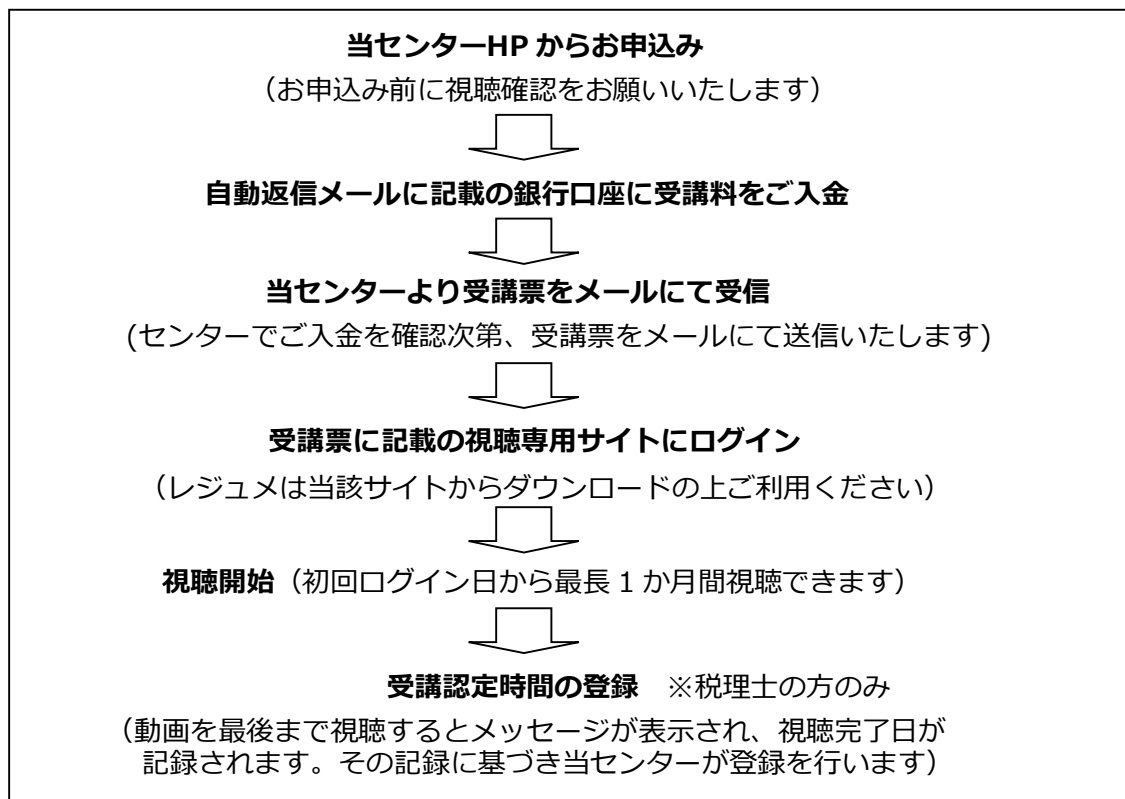 当センターHP からお申込み
（お申込み前に視聴確認をお願いいたします）
自動返信メールに記載の銀行口座に受講料をご入金
当センターより受講票をメールにて受信
(センターでご入金を確認次第、受講票をメールにて送信いたします)
受講票に記載の視聴専用サイトにログイン
（レジュメは当該サイトからダウンロードの上ご利用ください）
視聴開始（初回ログイン日から最長 1 か月間視聴できます）
受講認定時間の登録　※税理士の方のみ
（動画を最後まで視聴するとメッセージが表示され、視聴完了日が
記録されます。その記録に基づき当センターが登録を行います）